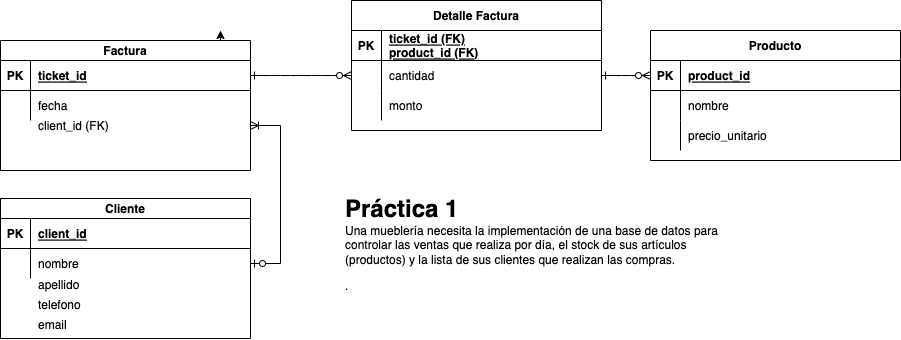 Factura
PK ticket_id
fecha
client_id (FK)
Detalle Factura
PK ticket_id (FK)
product_id (FK)
cantidad
monto
Producto
PK product_id
nombre
precio_unitario
Cliente
PK client_id
nombre
apellido
telefono
email
Práctica 1
Una mueblería necesita la implementación de una base de datos para
controlar las ventas que realiza por día, el stock de sus artículos
(productos) y la lista de sus clientes que realizan las compras.
.